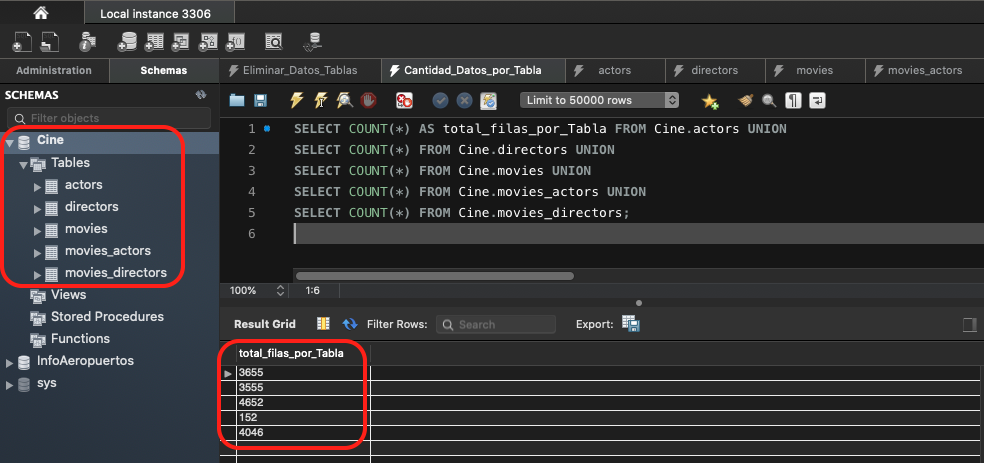 Local instance 3306
Administration
Schemas
Eliminar_Datos_Tablas
Cantidad_Datos_por_Tabla
actors
directors
movies
movies_actors
SCHEMAS
Filter objects
Cine
Tables
actors
directors
movies
movies_actors
movies_directors
Views
Stored Procedures
Functions
InfoAeropuertos
sys
Limit to 50000 rows
1 SELECT COUNT(*) AS total_filas_por_Tabla FROM Cine.actors UNION
2 SELECT COUNT(*) FROM Cine.directors UNION
3 SELECT COUNT(*) FROM Cine.movies UNION
4 SELECT COUNT(*) FROM Cine.movies_actors UNION
5 SELECT COUNT(*) FROM Cine.movies_directors;
6
100% 1:6
Result Grid Filter Rows: Search Export:
total_filas_por_Tabla
3655
3555
4652
152
4046